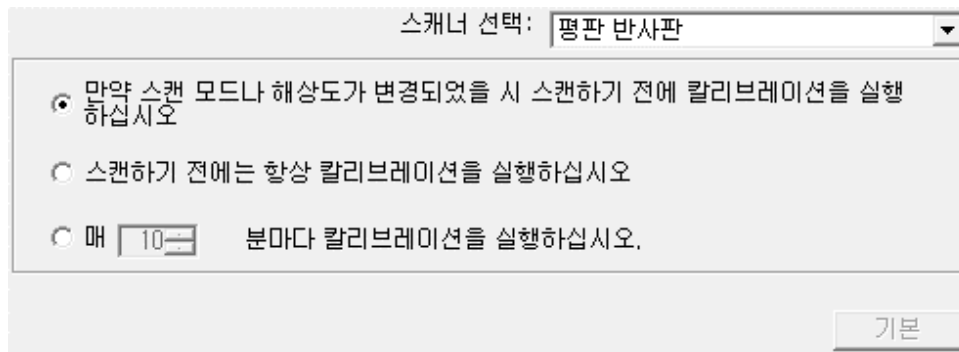 스캐너 선택: 평판 반사판
만약 스캔 모드나 해상도가 변경되었을 시 스캔하기 전에 칼리브레이션을 실행
하십시오
스캔하기 전에는 항상 칼리브레이션을 실행하십시오
매 10 분마다 칼리브레이션을 실행하십시오.
기본